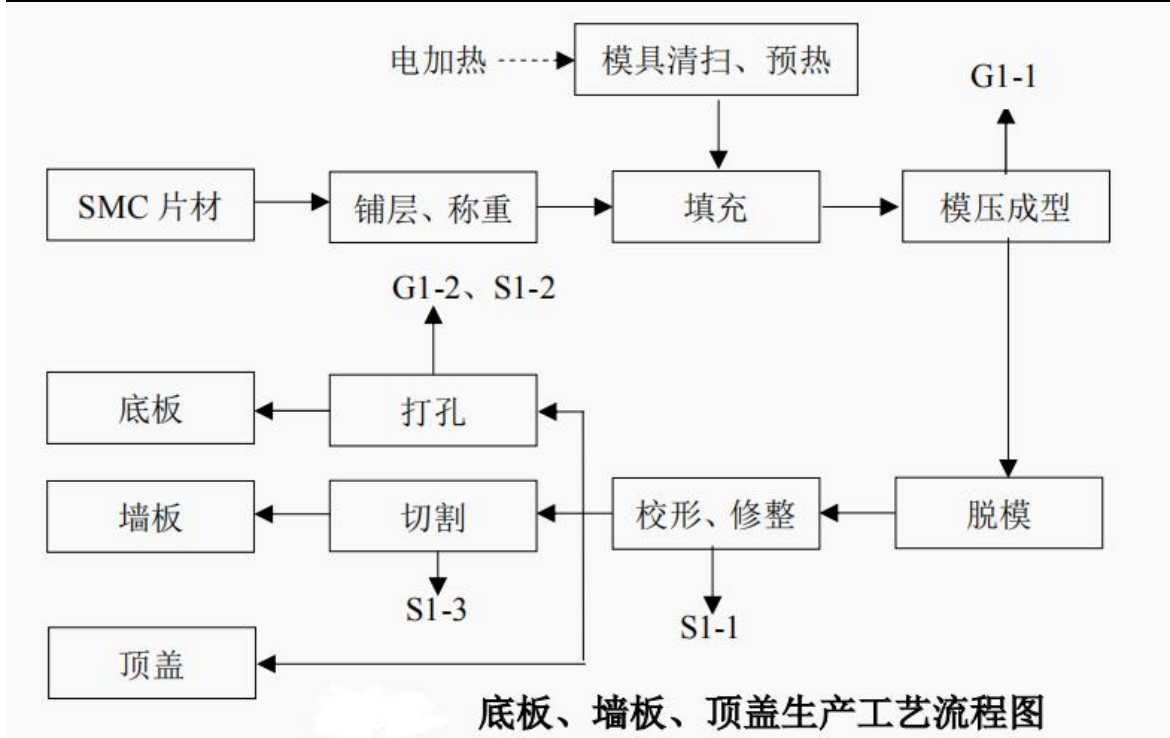 电加热
模具清扫、预热
G1-1
SMC 片材
铺层、称重
填充
模压成型
G1-2、S1-2
底板
打孔
墙板
切割
校形、修整
脱模
S1-3
S1-1
顶盖
底板、墙板、顶盖生产工艺流程图